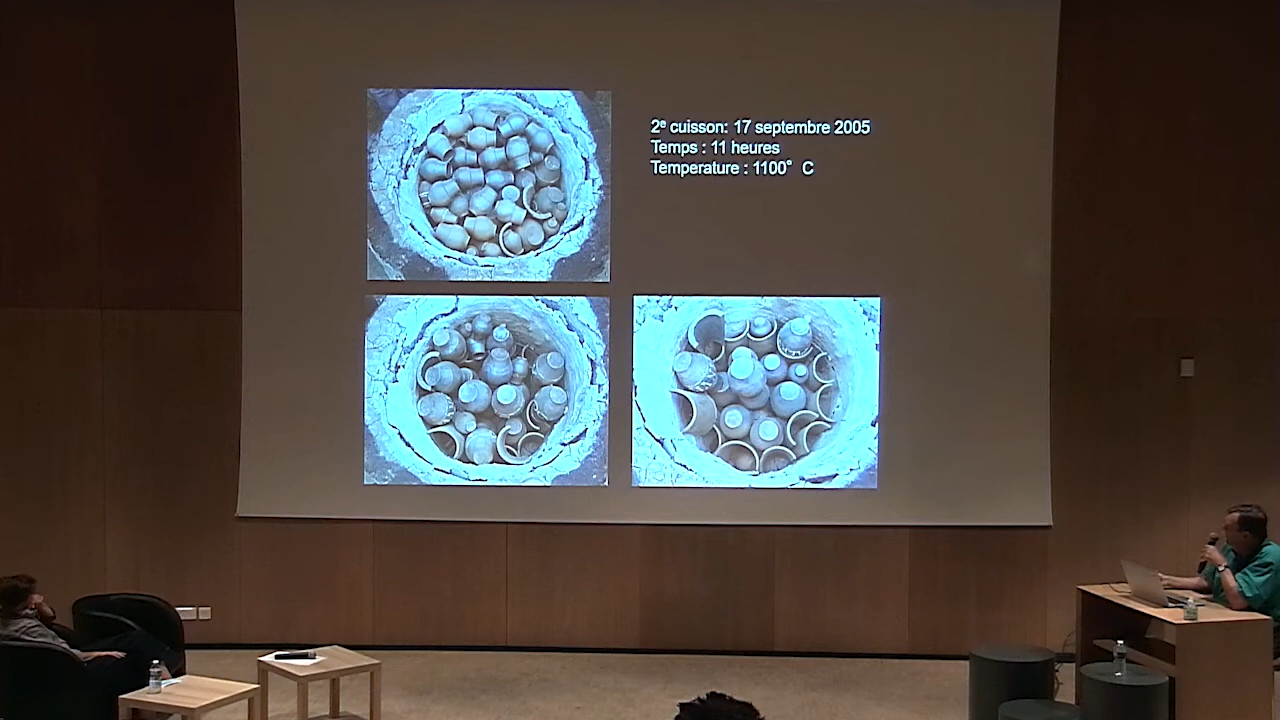 2e cuisson: 17 septembre 2005
Temps : 11 heures
Temperature : 1100° C